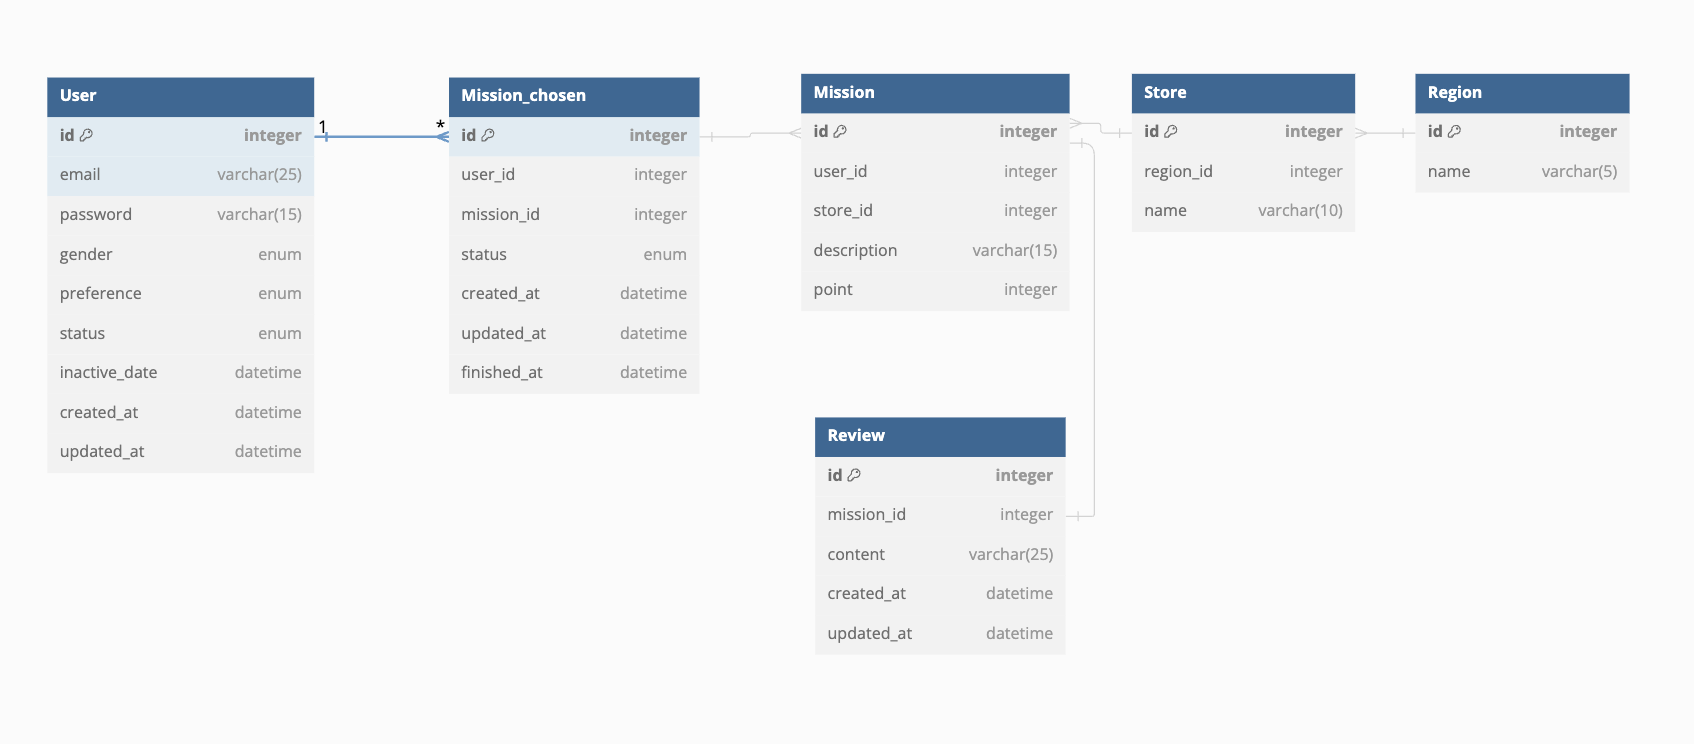 User
id integer
email varchar(25)
password varchar(15)
gender enum
preference enum
status enum
inactive_date datetime
created_at datetime
updated_at datetime
1 *
Mission_chosen
id integer
user_id integer
mission_id integer
status enum
created_at datetime
updated_at datetime
finished_at datetime
Mission
id integer
user_id integer
store_id integer
description varchar(15)
point integer
Store
id integer
region_id integer
name varchar(10)
Region
id integer
name varchar(5)
Review
id integer
mission_id integer
content varchar(25)
created_at datetime
updated_at datetime